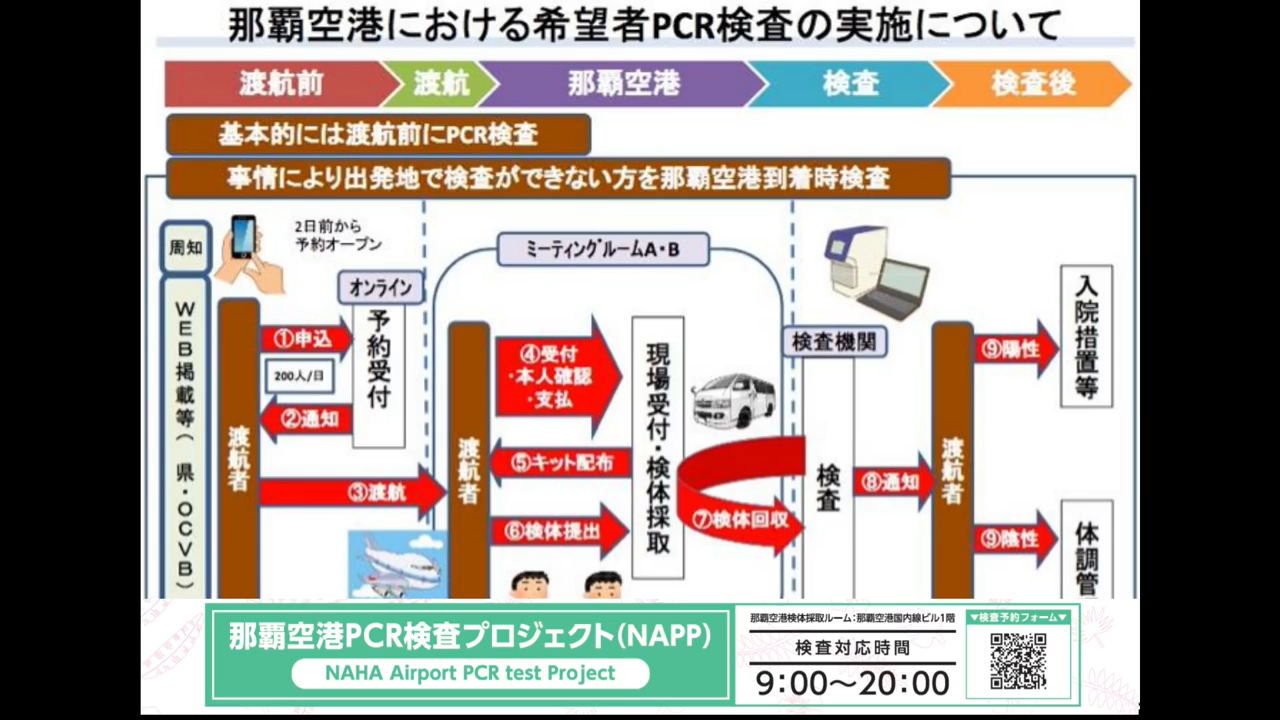 那覇空港における希望者PCR検査の実施について
渡航前
渡航
那覇空港
検査
検査後
基本的には渡航前にPCR検査
事情により出発地で検査ができない方を那覇空港到着時検査
周知
WEB掲載等(県・OCVB)
2日前から
予約オープン
オンライン
予約受付
渡航者
①申込
200人/日
②通知
③渡航
ミーティングルームA・B
渡航者
④受付
・本人確認
・支払
⑤キット配布
⑥検体提出
現場受付・検体採取
⑦検体回収
検査機関
検査
⑧通知
渡航者
⑨陽性
入院措置等
⑨陰性
体調管
那覇空港PCR検査プロジェクト(NAPP)
NAHA Airport PCR test Project
那覇空港検体採取ルーム:那覇空港国内線ビル1階
検査対応時間
9:00〜20:00
▼検査予約フォーム▼